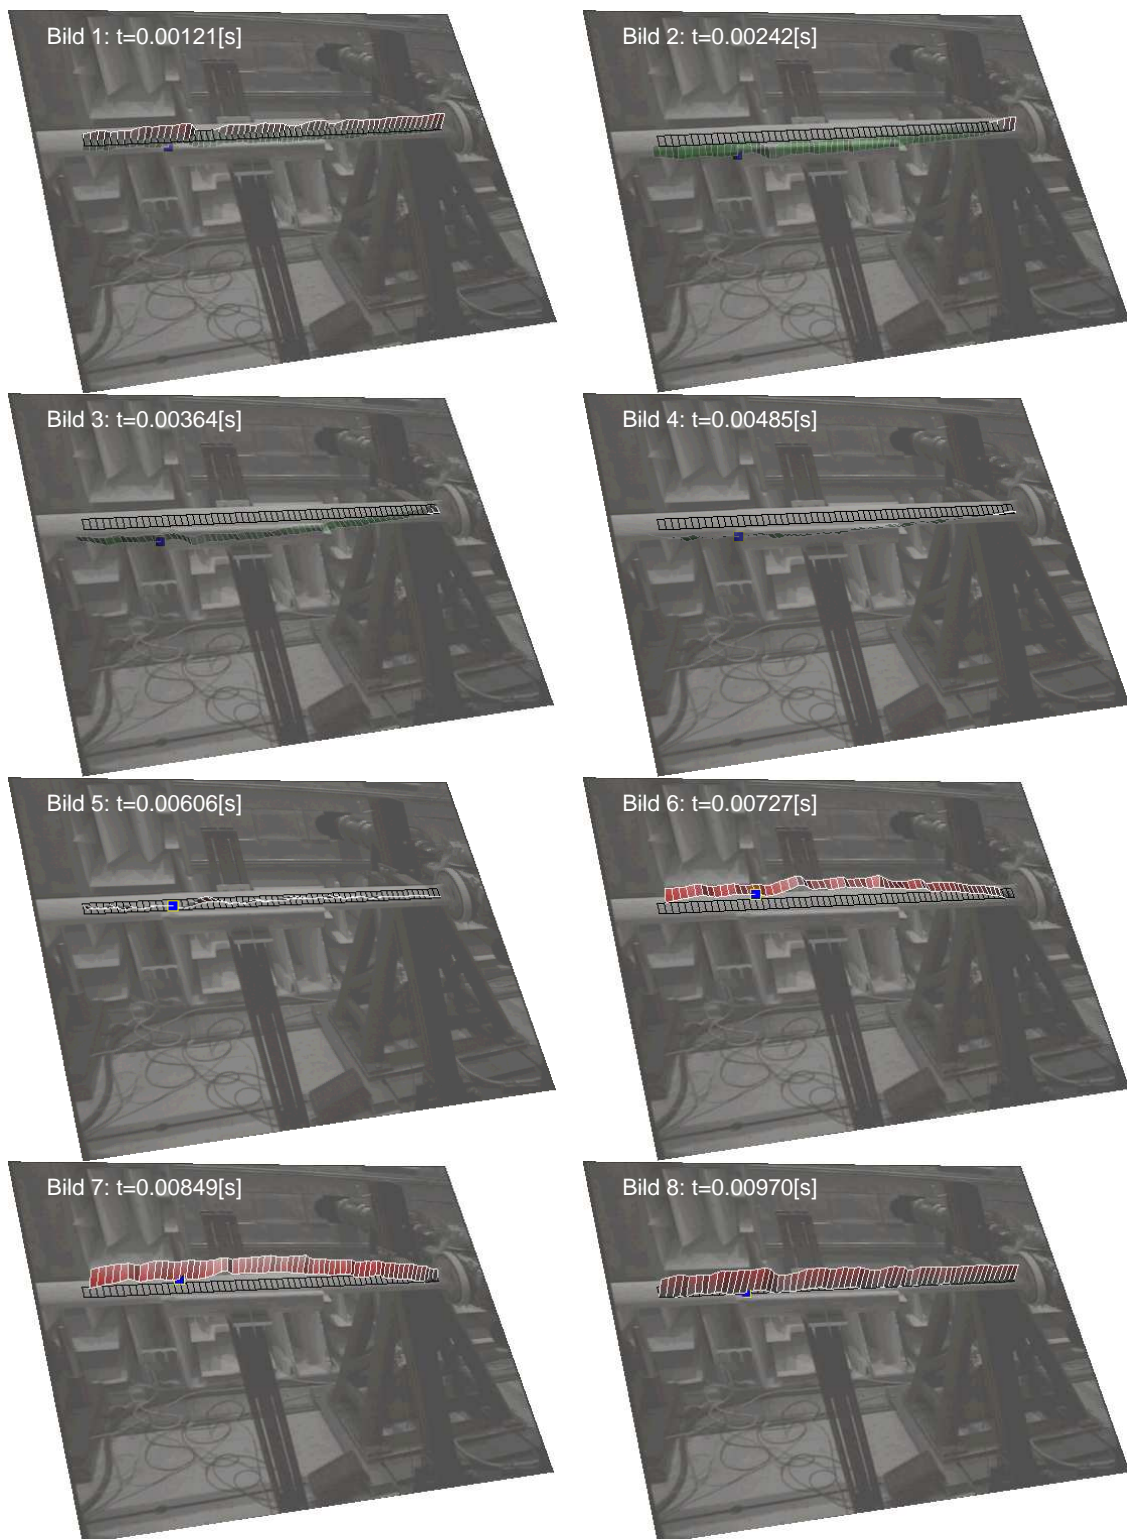 Bild 1: t=0.00121[s]
Bild 2: t=0.00242[s]
Bild 3: t=0.00364[s]
Bild 4: t=0.00485[s]
Bild 5: t=0.00606[s]
Bild 6: t=0.00727[s]
Bild 7: t=0.00849[s]
Bild 8: t=0.00970[s]